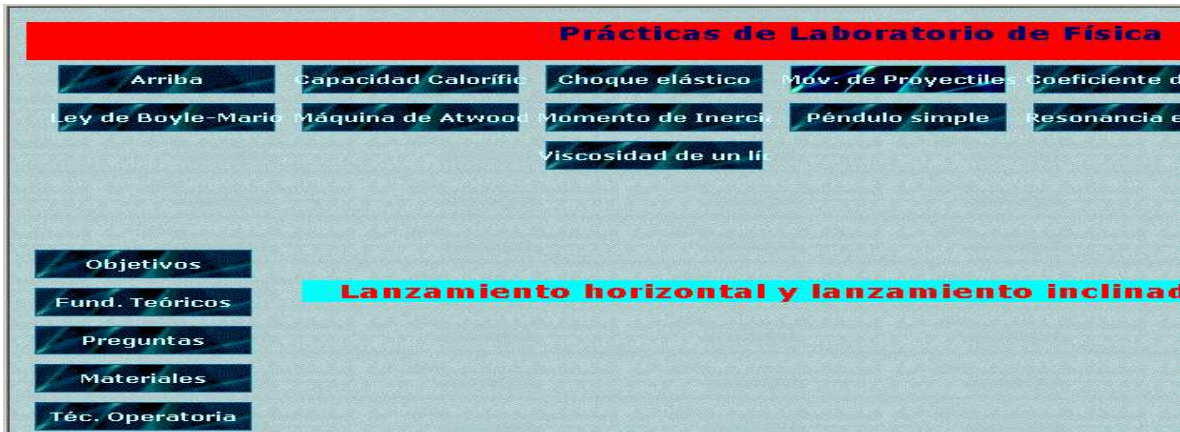 Prácticas de Laboratorio de Física
Arriba Capacidad Calorífic Choque elástico Mov. de Proyectiles Coeficiente d
Ley de Boyle-Mario Máquina de Atwood Momento de Inercia Péndulo simple Resonancia e
Viscosidad de un líq
Objetivos
Lanzamiento horizontal y lanzamiento inclinad
Fund. Teóricos
Preguntas
Materiales
Téc. Operatoria